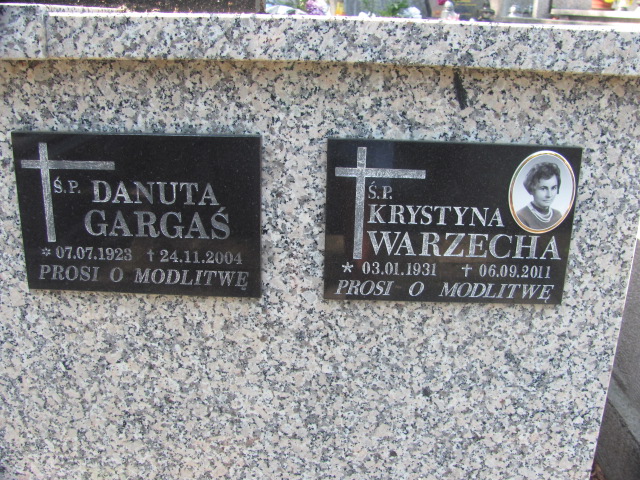 Ś.P. DANUTA
GARGAŚ
* 07.07.1923 ✝ 24.11.2004
PROSI O MODLITWĘ
Ś.P.
KRYSTYNA
WARZECHA
* 03.01.1931 ✝ 06.09.2011
PROSI O MODLITWĘ